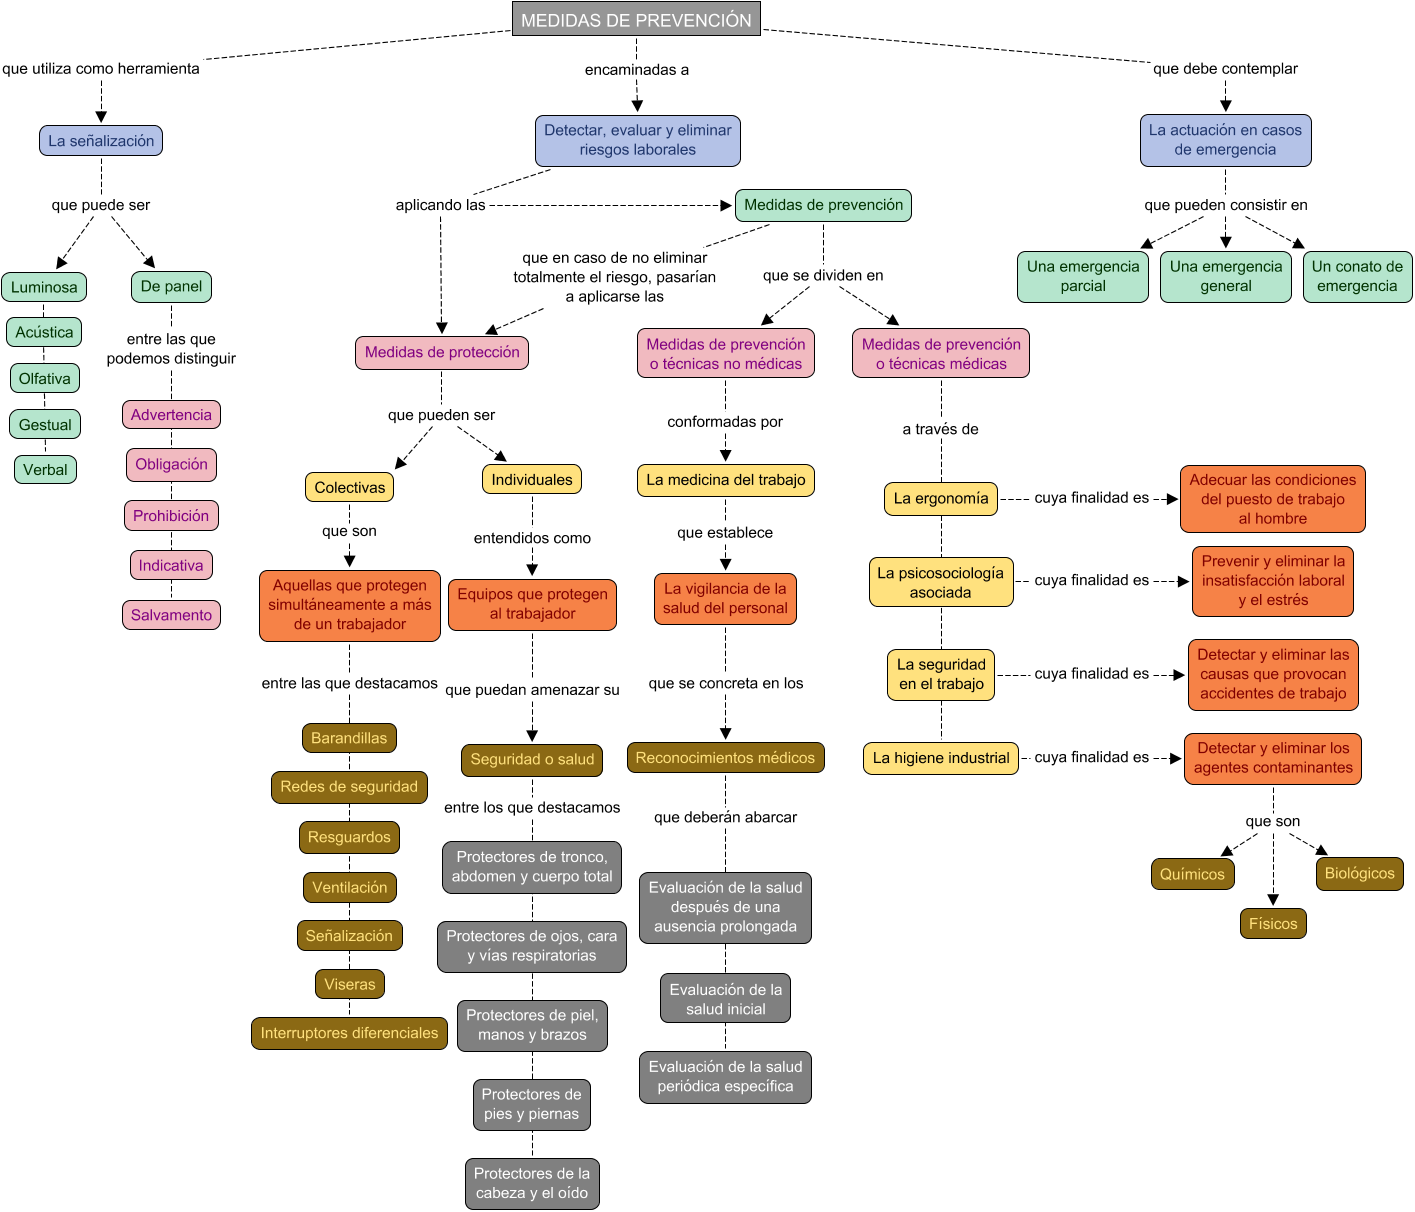 MEDIDAS DE PREVENCIÓN
que utiliza como herramienta
La señalización
que puede ser
Luminosa
Acústica
Olfativa
Gestual
Verbal
De panel
entre las que
podemos distinguir
Advertencia
Obligación
Prohibición
Indicativa
Salvamento
encaminadas a
Detectar, evaluar y eliminar
riesgos laborales
aplicando las
Medidas de prevención
que en caso de no eliminar
totalmente el riesgo, pasarían
a aplicarse las
Medidas de protección
que pueden ser
Colectivas
que son
Aquellas que protegen
simultáneamente a más
de un trabajador
entre las que destacamos
Barandillas
Redes de seguridad
Resguardos
Ventilación
Señalización
Viseras
Interruptores diferenciales
Individuales
entendidos como
Equipos que protegen
al trabajador
que puedan amenazar su
Seguridad o salud
entre los que destacamos
Protectores de tronco,
abdomen y cuerpo total
Protectores de ojos, cara
y vías respiratorias
Protectores de piel,
manos y brazos
Protectores de
pies y piernas
Protectores de la
cabeza y el oído
que se dividen en
Medidas de prevención
o técnicas no médicas
conformadas por
La medicina del trabajo
que establece
La vigilancia de la
salud del personal
que se concreta en los
Reconocimientos médicos
que deberán abarcar
Evaluación de la salud
después de una
ausencia prolongada
Evaluación de la
salud inicial
Evaluación de la salud
periódica específica
Medidas de prevención
o técnicas médicas
a través de
La ergonomía
cuya finalidad es
Adecuar las condiciones
del puesto de trabajo
al hombre
La psicosociología
asociada
cuya finalidad es
Prevenir y eliminar la
insatisfacción laboral
y el estrés
La seguridad
en el trabajo
cuya finalidad es
Detectar y eliminar las
causas que provocan
accidentes de trabajo
La higiene industrial
cuya finalidad es
Detectar y eliminar los
agentes contaminantes
que son
Químicos
Físicos
Biológicos
que debe contemplar
La actuación en casos
de emergencia
que pueden consistir en
Una emergencia
parcial
Una emergencia
general
Un conato de
emergencia